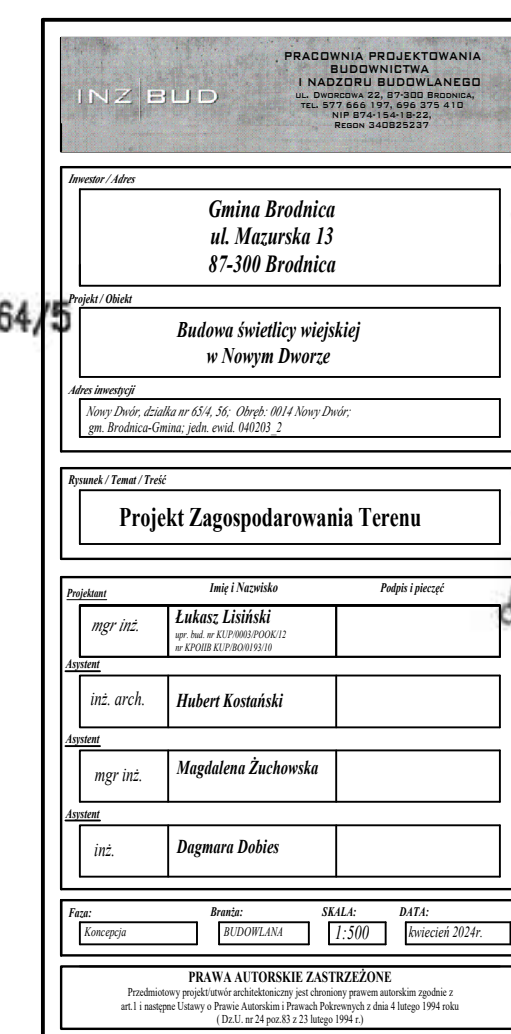 INZ BUD
PRACOWNIA PROJEKTOWANIA
BUDOWNICTWA
I NADZORU BUDOWLANEGO
UL. DWORCOWA 22, 87-300 BRODNICA,
TEL. 577 666 197, 696 375 410
NIP 874-154-18-22,
REGON 340825237
Inwestor / Adres
Gmina Brodnica
ul. Mazurska 13
87-300 Brodnica
64/5
Projekt / Obiekt
Budowa świetlicy wiejskiej
w Nowym Dworze
Adres inwestycji
Nowy Dwór, działka nr 65/4, 56; Obręb: 0014 Nowy Dwór;
gm. Brodnica-Gmina; jedn. ewid. 040203_2
Rysunek / Temat / Treść
Projekt Zagospodarowania Terenu
Projektant Imię i Nazwisko Podpis i pieczęć
mgr inż. Łukasz Lisiński
upr. bud. nr KUP/0003/POOK/12
nr KPOIIB KUP/BO/0193/10
Asystent
inż. arch. Hubert Kostański
Asystent
mgr inż. Magdalena Żuchowska
Asystent
inż. Dagmara Dobies
Faza: Branża: SKALA: DATA:
Koncepcja BUDOWLANA 1:500 kwiecień 2024r.
PRAWA AUTORSKIE ZASTRZEŻONE
Przedmiotowy projekt/utwór architektoniczny jest chroniony prawem autorskim zgodnie z
art.1 i następne Ustawy o Prawie Autorskim i Prawach Pokrewnych z dnia 4 lutego 1994 roku
( Dz.U. nr 24 poz.83 z 23 lutego 1994 r.)